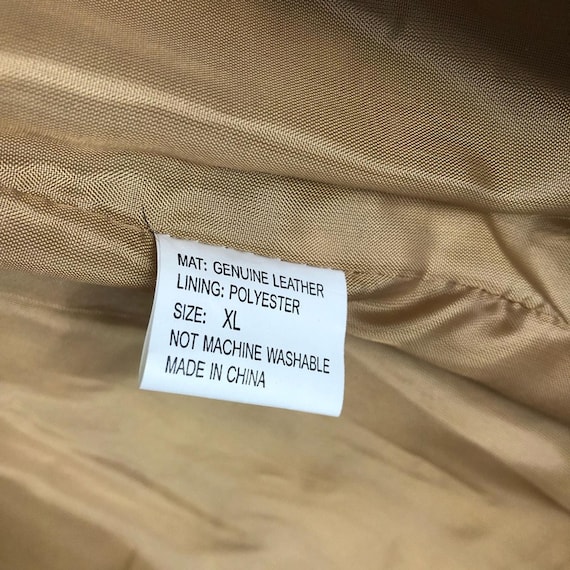 MAT: GENUINE LEATHER
LINING: POLYESTER
SIZE: XL
NOT MACHINE WASHABLE
MADE IN CHINA